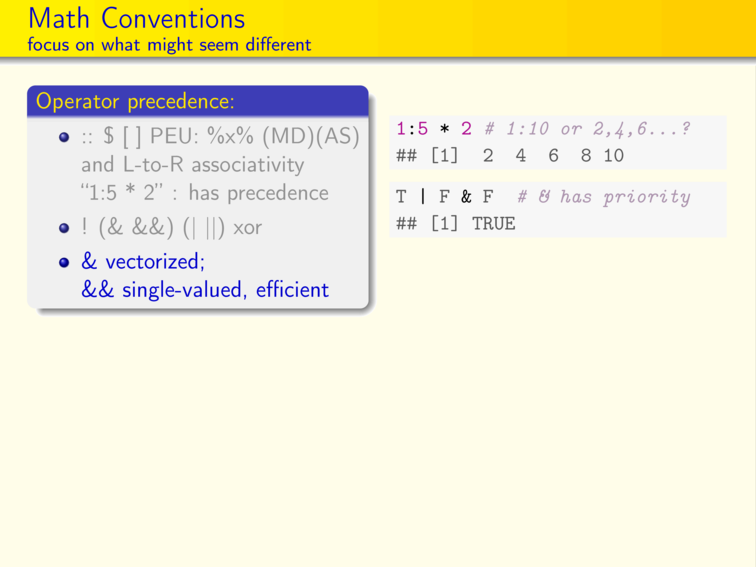 Math Conventions
focus on what might seem different
Operator precedence:
:: $ [ ] PEU: %x% (MD)(AS)
and L-to-R associativity
“1:5 * 2” : has precedence
! (& &&) (| ||) xor
& vectorized;
&& single-valued, efficient
1:5 * 2 # 1:10 or 2,4,6...?
## [1]  2  4  6  8 10
T | F & F  # & has priority
## [1] TRUE